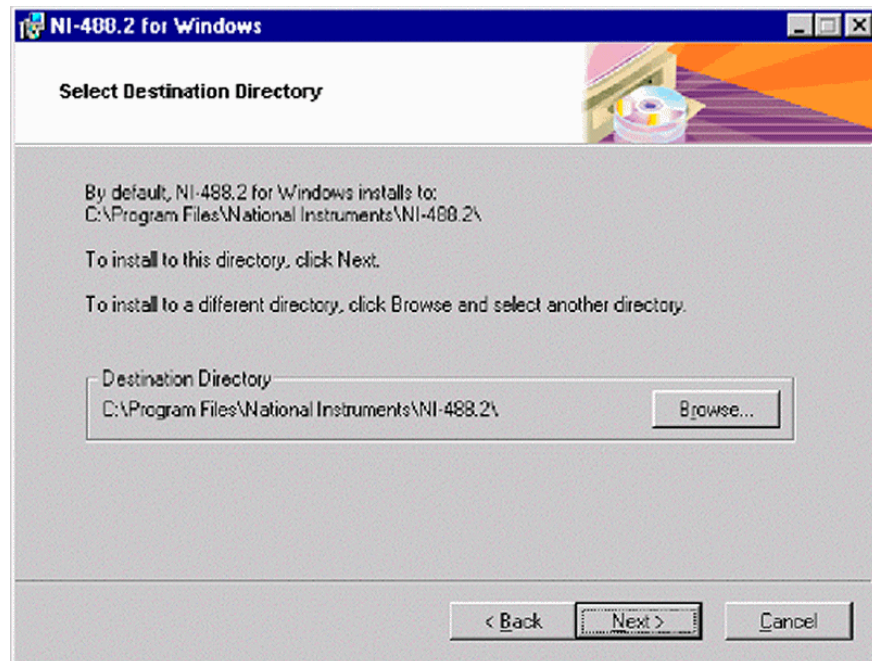 NI-488.2 for Windows
Select Destination Directory
By default, NI-488.2 for Windows installs to:
C:\Program Files\National Instruments\NI-488.2\
To install to this directory, click Next.
To install to a different directory, click Browse and select another directory.
Destination Directory
C:\Program Files\National Instruments\NI-488.2\
Browse...
< Back
Next >
Cancel